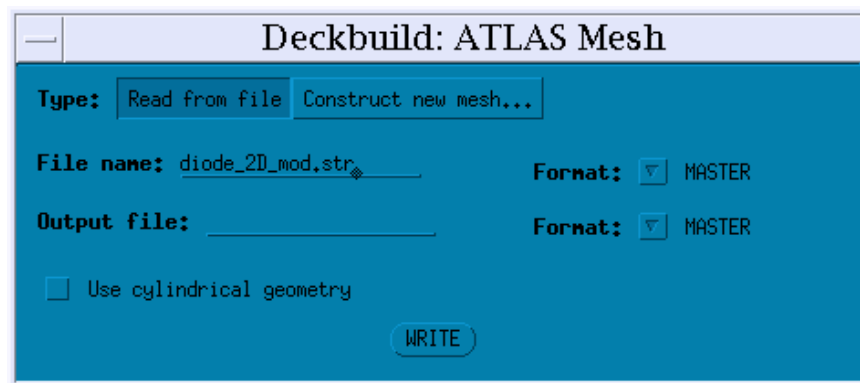 Deckbuild: ATLAS Mesh
Type: Read from file Construct new mesh...
File name: diode_2D_mod.str Format: MASTER
Output file: Format: MASTER
Use cylindrical geometry
WRITE